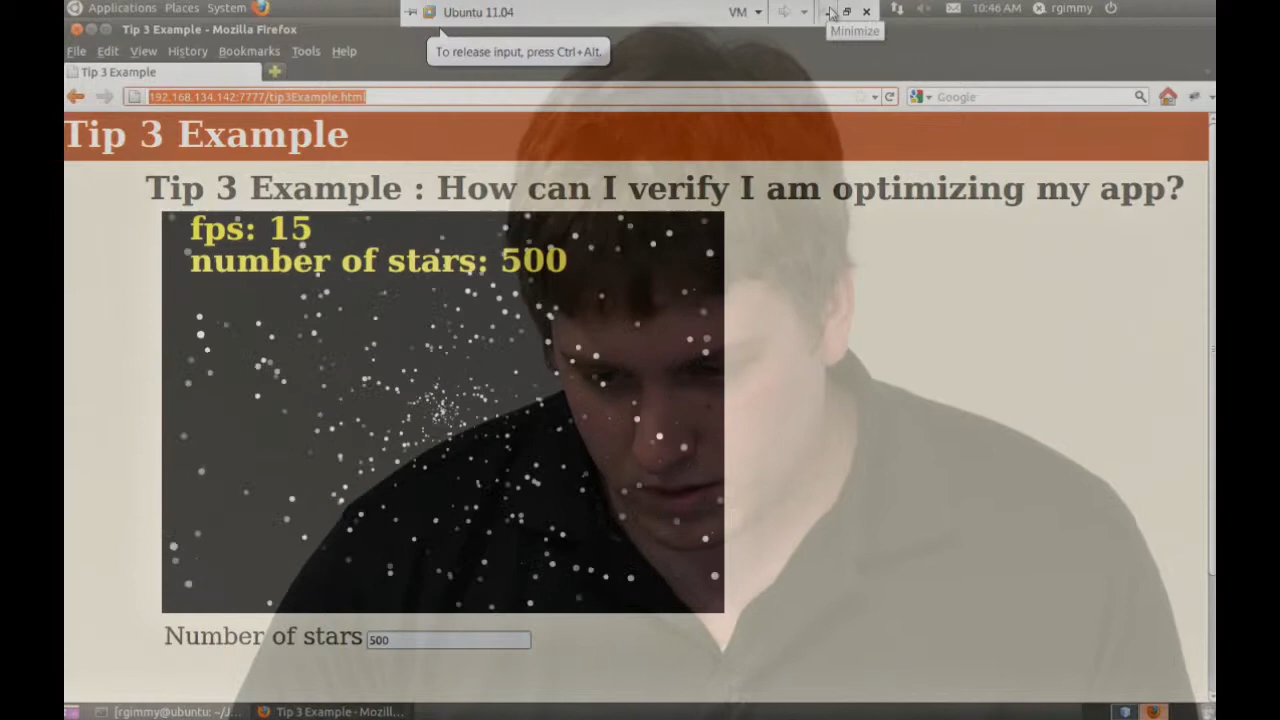 Applications Places System
Ubuntu 11.04
VM
10:46 AM
rgimmy
Tip 3 Example - Mozilla Firefox
Minimize
File Edit View History Bookmarks Tools Help
To release input, press Ctrl+Alt.
Tip 3 Example
192.168.134.142:7777/tip3Example.html
Google
Tip 3 Example
Tip 3 Example : How can I verify I am optimizing my app?
fps: 15
number of stars: 500
Number of stars 500
[rgimmy@ubuntu: ~/J...
Tip 3 Example - Mozill...